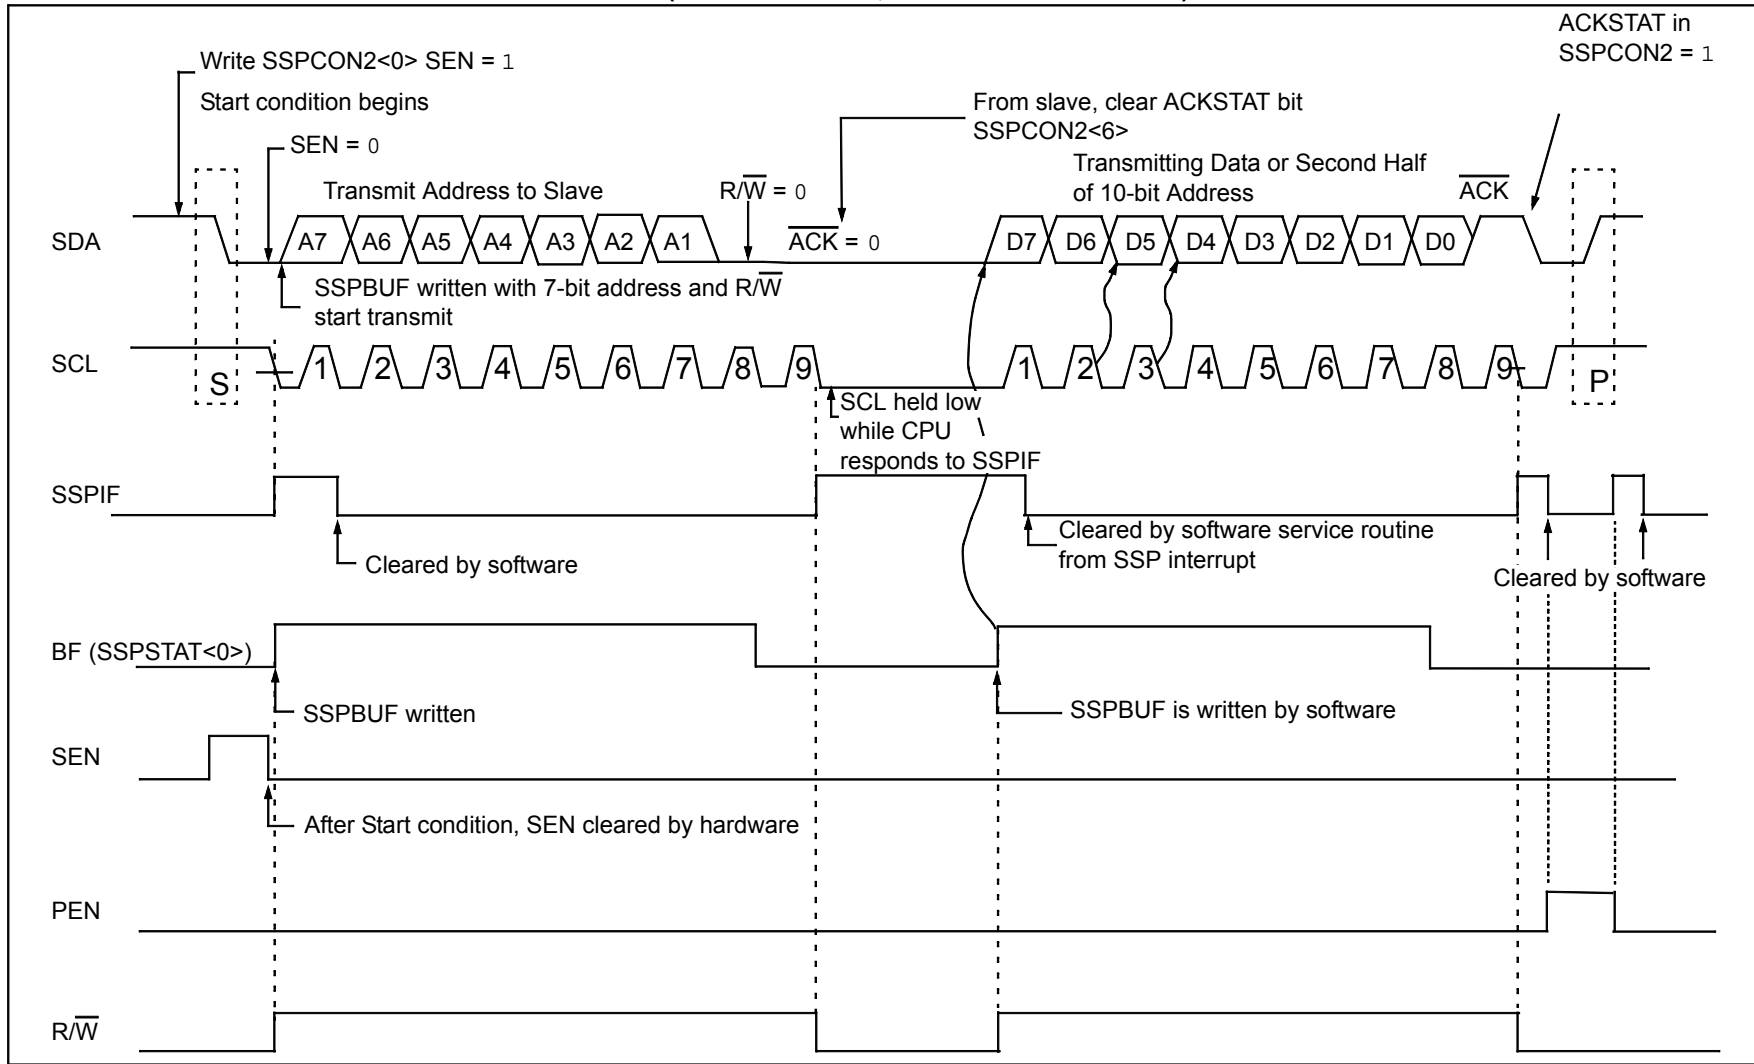 ACKSTAT in
SSPCON2 = 1
Write SSPCON2<0> SEN = 1
Start condition begins
From slave, clear ACKSTAT bit
SSPCON2<6>
SEN = 0
Transmit Address to Slave
R/W = 0
Transmitting Data or Second Half
of 10-bit Address
ACK
SDA
A7 A6 A5 A4 A3 A2 A1
ACK = 0
D7 D6 D5 D4 D3 D2 D1 D0
SSPBUF written with 7-bit address and R/W
start transmit
SCL
S
1 2 3 4 5 6 7 8 9
1 2 3 4 5 6 7 8 9
P
SCL held low
while CPU
responds to SSPIF
SSPIF
Cleared by software
Cleared by software service routine
from SSP interrupt
Cleared by software
BF (SSPSTAT<0>)
SSPBUF written
SSPBUF is written by software
SEN
After Start condition, SEN cleared by hardware
PEN
R/W